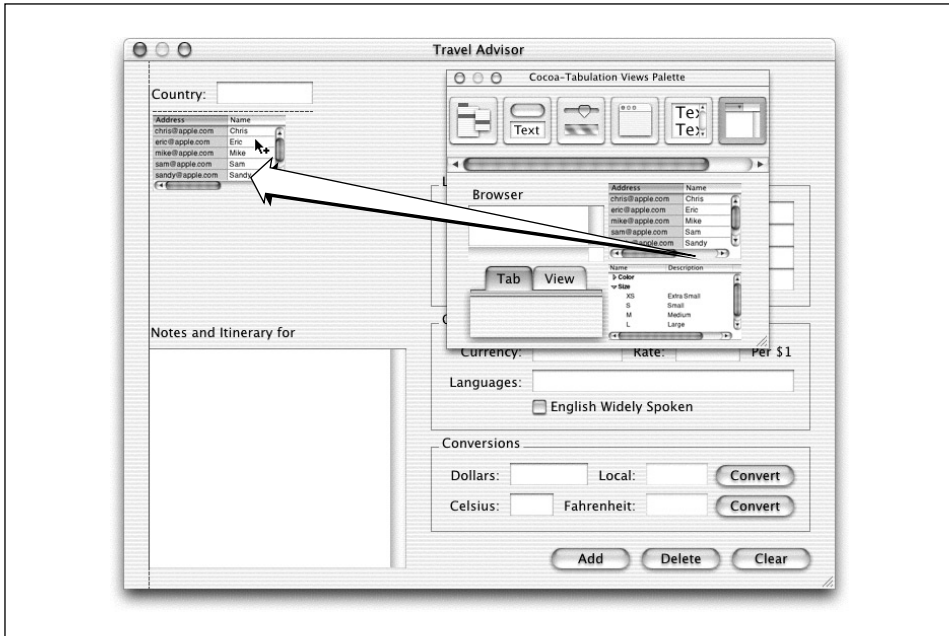 Travel Advisor
Country:
Address Name
chris@apple.com Chris
eric@apple.com Eric
mike@apple.com Mike
sam@apple.com Sam
sandy@apple.com Sandy
Notes and Itinerary for
Cocoa-Tabulation Views Palette
Text
Browser
Address Name
chris@apple.com Chris
eric@apple.com Eric
mike@apple.com Mike
sam@apple.com Sam
@apple.com Sandy
Tab View
Name Description
Color
Size
XS Extra Small
S Small
M Medium
L Large
Currency: Rate: Per $1
Languages:
English Widely Spoken
Conversions
Dollars: Local: Convert
Celsius: Fahrenheit: Convert
Add Delete Clear